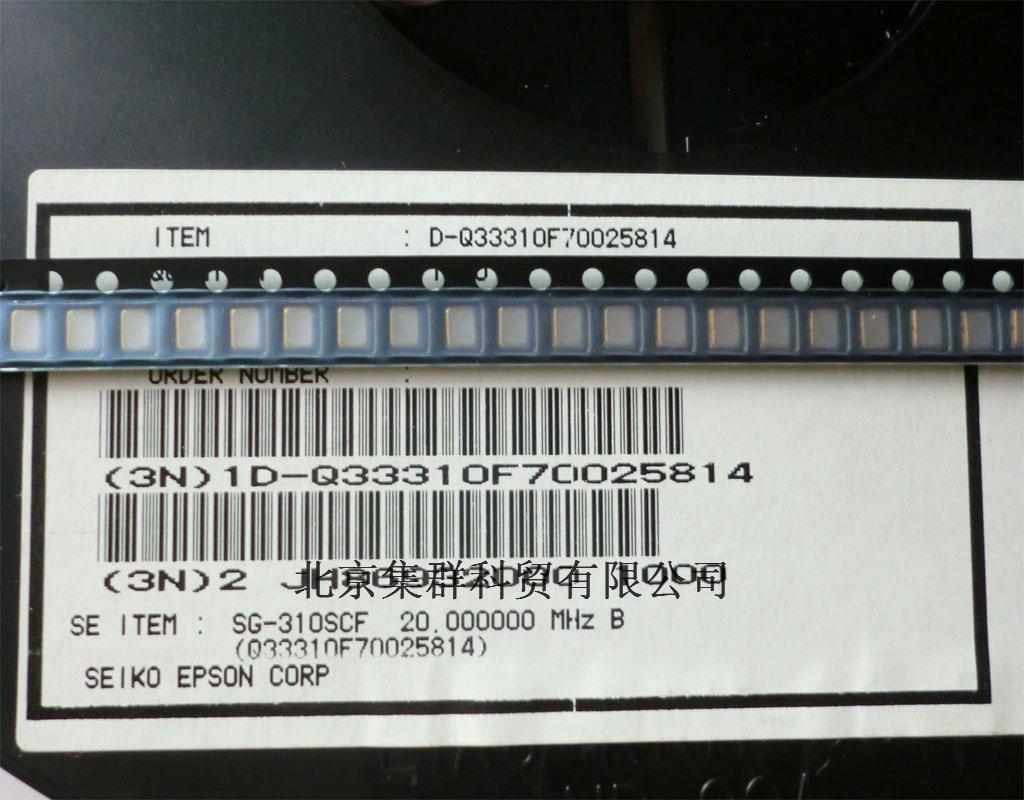 ITEM : D-Q33310F70025814
ORDER NUMBER :
(3N)1D-Q33310F70025814
(3N)2 1000
北京集群科贸有限公司
SE ITEM : SG-310SCF 20.000000 MHz B
(Q33310F70025814)
SEIKO EPSON CORP